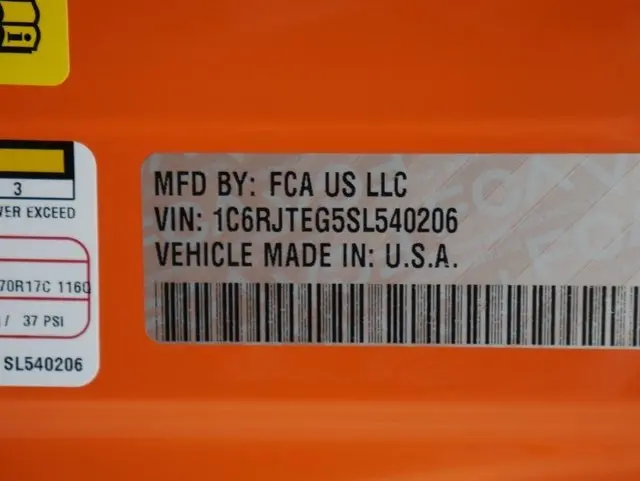 3
VER EXCEED
70R17C 116Q
/ 37 PSI
SL540206
MFD BY: FCA US LLC
VIN: 1C6RJTEG5SL540206
VEHICLE MADE IN: U.S.A.